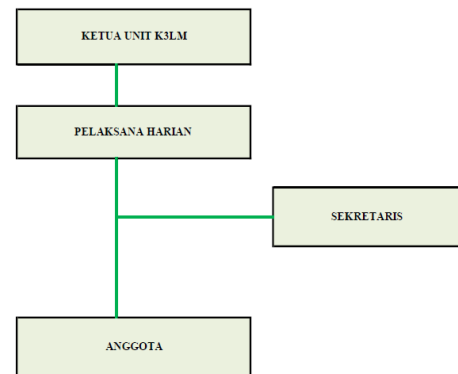 KETUA UNIT K3LM
PELAKSANA HARIAN
SEKRETARIS
ANGGOTA